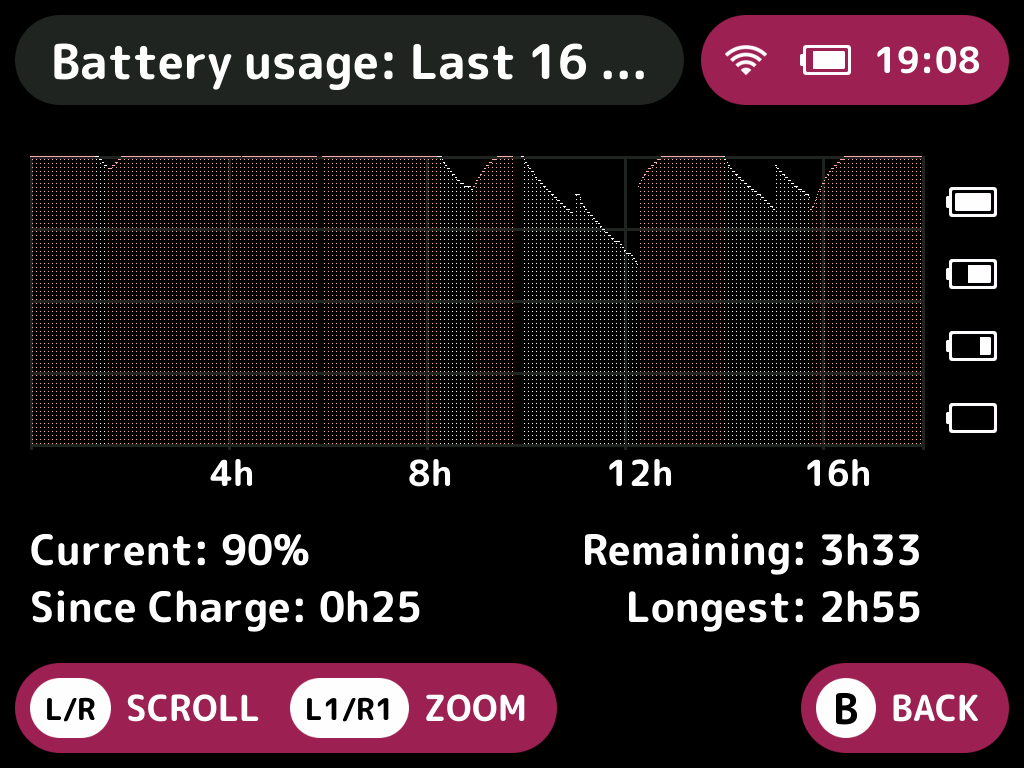 Battery usage: Last 16 ...
19:08
4h 8h 12h 16h
Current: 90% Remaining: 3h33
Since Charge: 0h25 Longest: 2h55
L/R SCROLL L1/R1 ZOOM B BACK